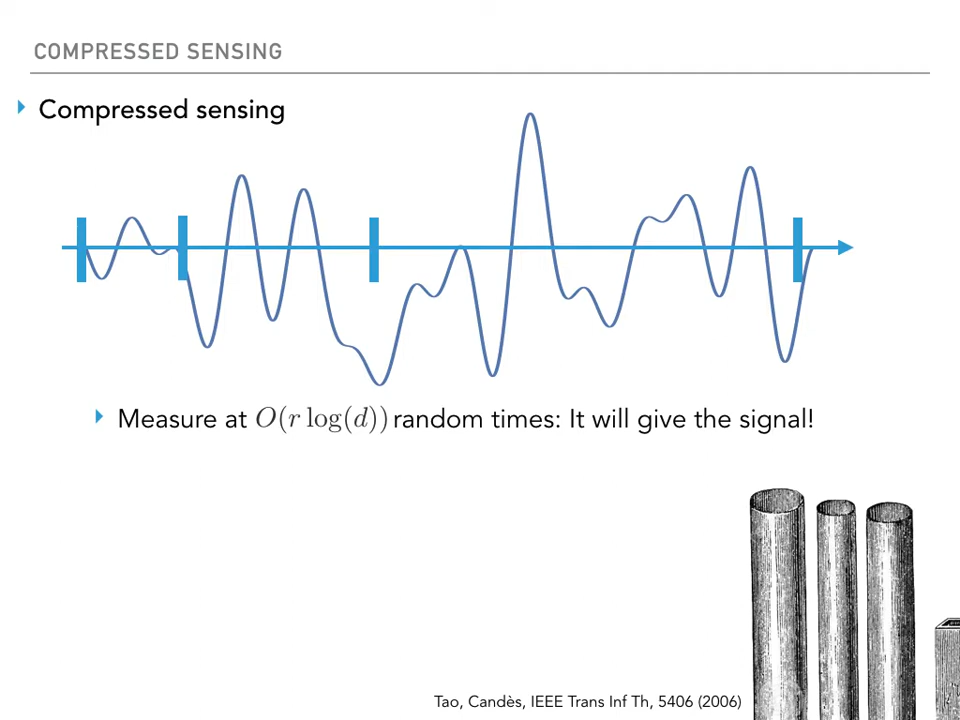 COMPRESSED SENSING
Compressed sensing
Measure at O(r log(d)) random times: It will give the signal!
Tao, Candès, IEEE Trans Inf Th, 5406 (2006)